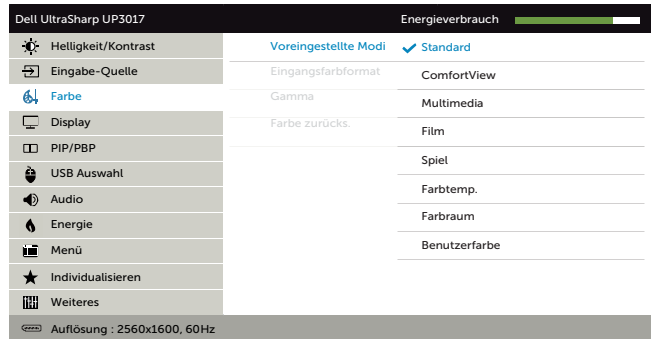 Dell UltraSharp UP3017
Energieverbrauch
Helligkeit/Kontrast
Eingabe-Quelle
Farbe
Display
PIP/PBP
USB Auswahl
Audio
Energie
Menü
Individualisieren
Weiteres
Voreingestellte Modi
Eingangsfarbformat
Gamma
Farbe zurücks.
Standard
ComfortView
Multimedia
Film
Spiel
Farbtemp.
Farbraum
Benutzerfarbe
Auflösung : 2560x1600, 60Hz